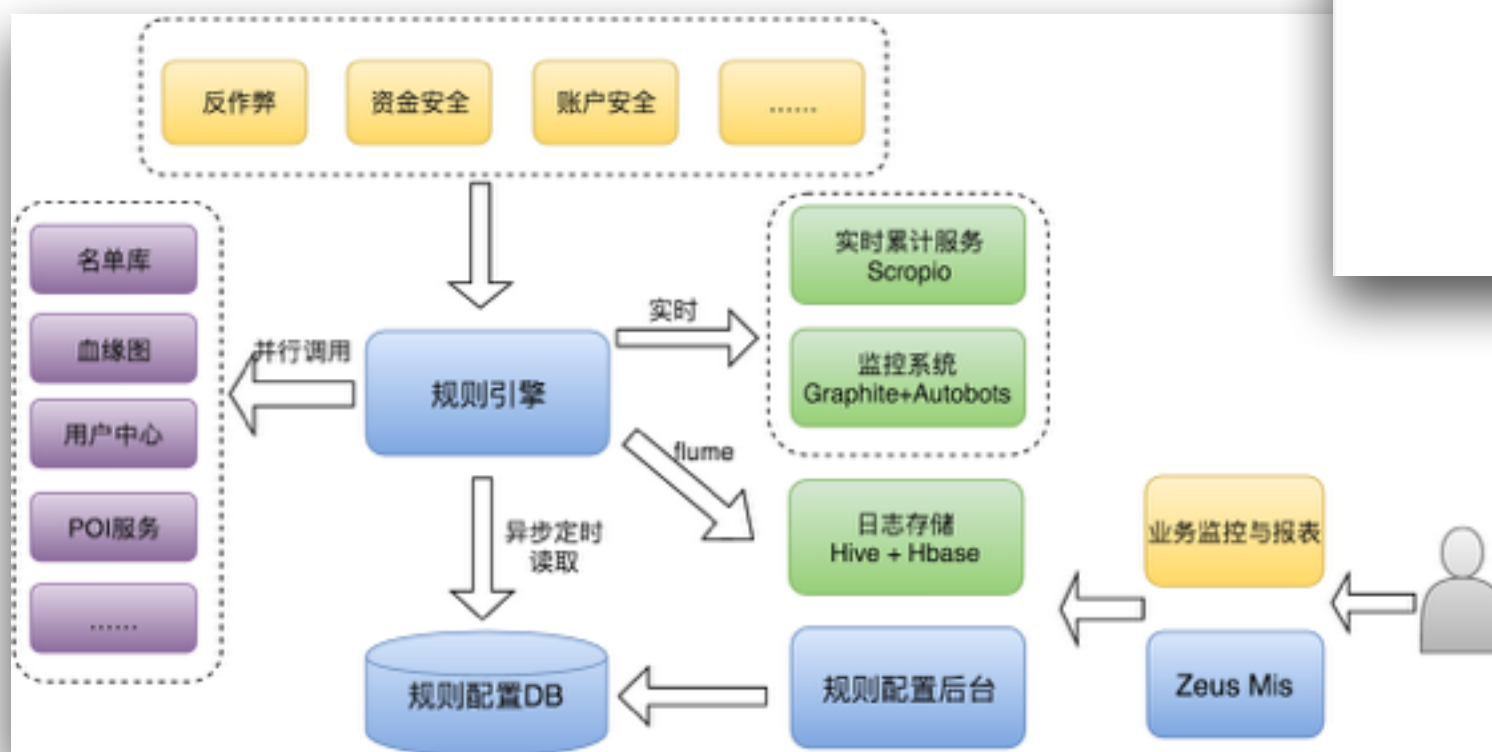 反作弊
资金安全
账户安全
......
名单库
血缘图
用户中心
POI服务
......
并行调用
规则引擎
实时
实时累计服务
Scropio
监控系统
Graphite+Autobots
flume
异步定时
读取
日志存储
Hive + Hbase
业务监控与报表
规则配置DB
规则配置后台
Zeus Mis